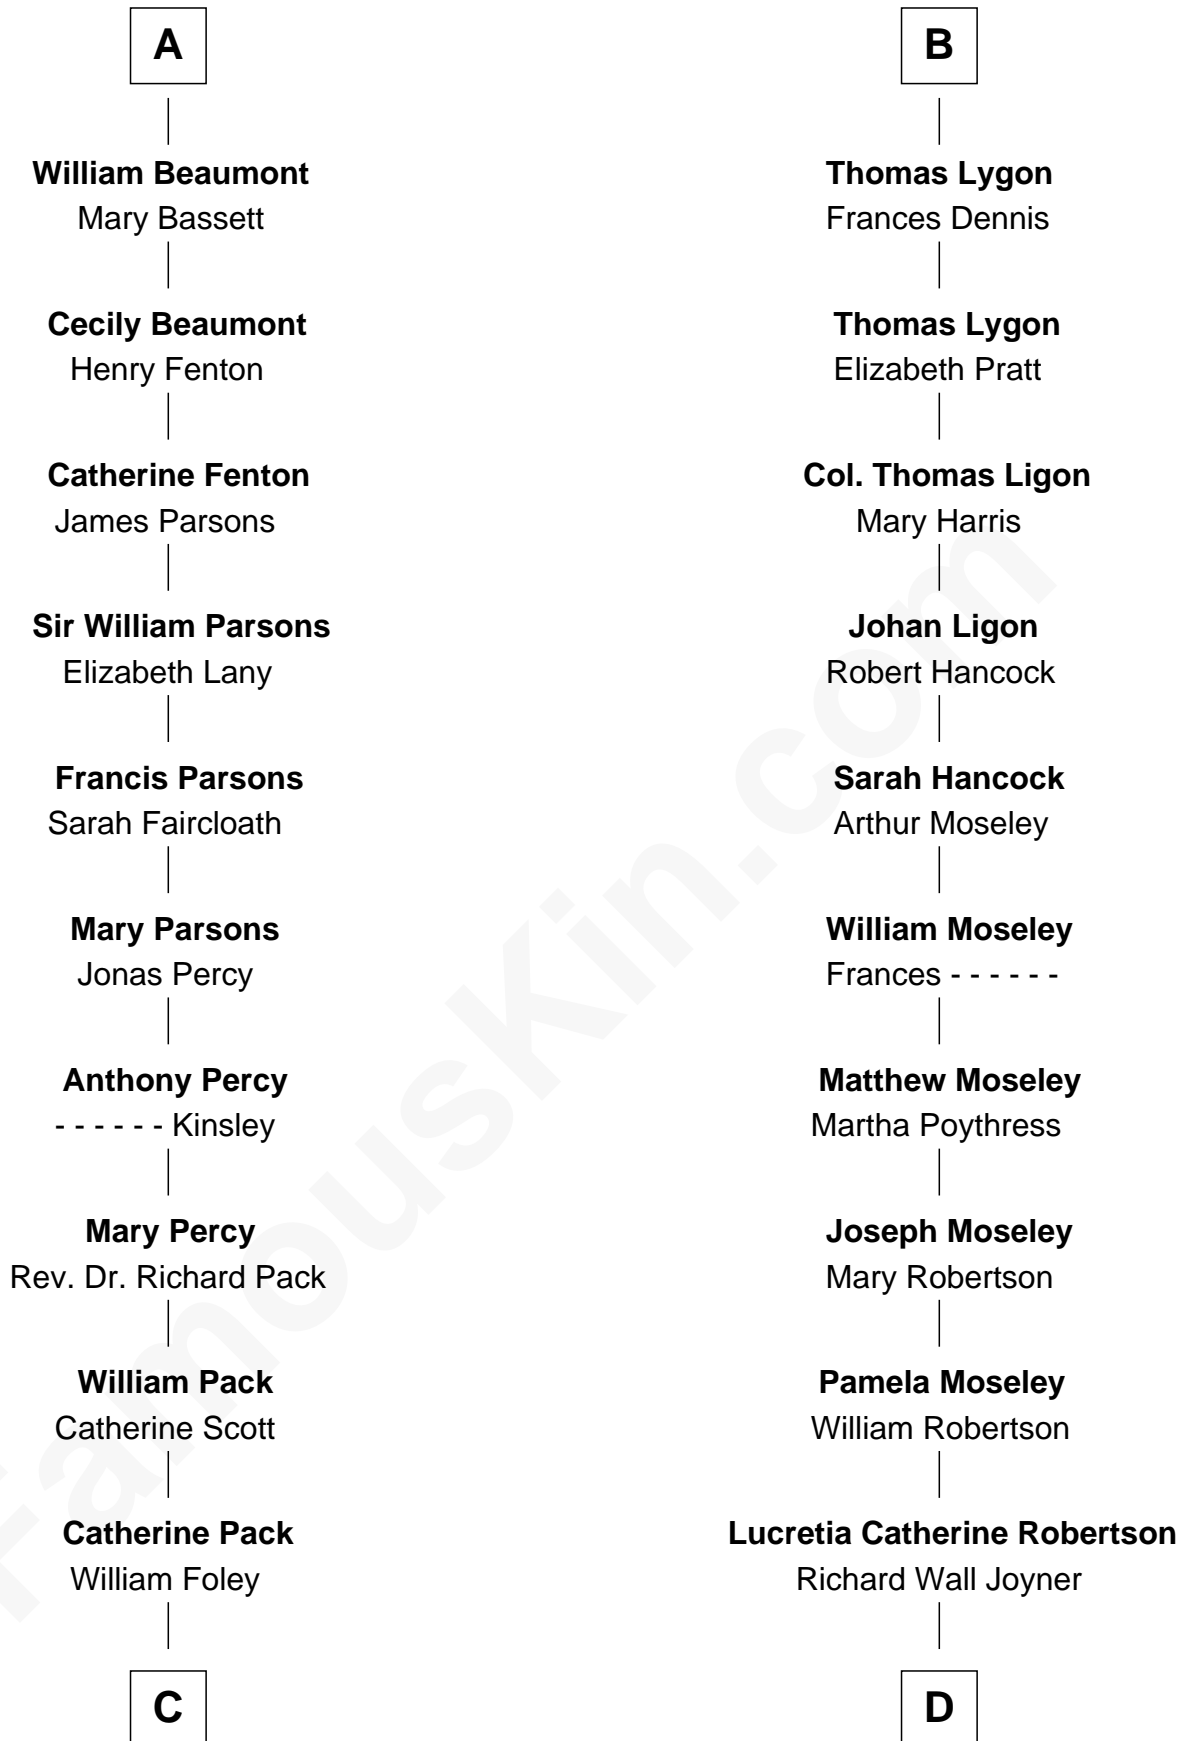 A
William Beaumont
Mary Bassett
Cecily Beaumont
Henry Fenton
Catherine Fenton
James Parsons
Sir William Parsons
Elizabeth Lany
Francis Parsons
Sarah Faircloath
Mary Parsons
Jonas Percy
Anthony Percy
- - - - - - Kinsley
Mary Percy
Rev. Dr. Richard Pack
William Pack
Catherine Scott
Catherine Pack
William Foley
C
B
Thomas Lygon
Frances Dennis
Thomas Lygon
Elizabeth Pratt
Col. Thomas Ligon
Mary Harris
Johan Ligon
Robert Hancock
Sarah Hancock
Arthur Moseley
William Moseley
Frances - - - - - -
Matthew Moseley
Martha Poythress
Joseph Moseley
Mary Robertson
Pamela Moseley
William Robertson
Lucretia Catherine Robertson
Richard Wall Joyner
D
FamousKin.com